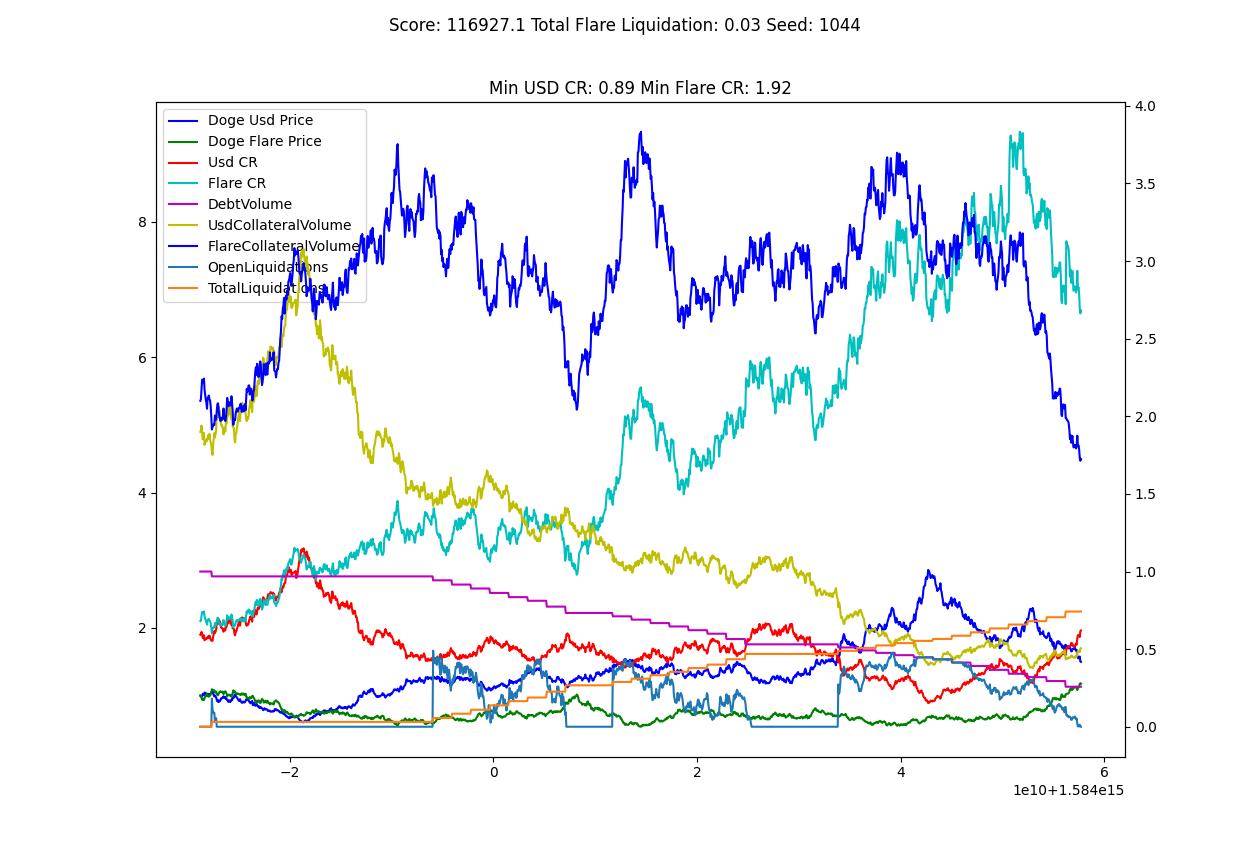 Score: 116927.1 Total Flare Liquidation: 0.03 Seed: 1044
Min USD CR: 0.89 Min Flare CR: 1.92
Doge Usd Price
Doge Flare Price
Usd CR
Flare CR
DebtVolume
UsdCollateralVolume
FlareCollateralVolume
OpenLiquidations
TotalLiquidations
8
6
4
2
4.0
3.5
3.0
2.5
2.0
1.5
1.0
0.5
0.0
−2 0 2 4 6
1e10+1.584e15